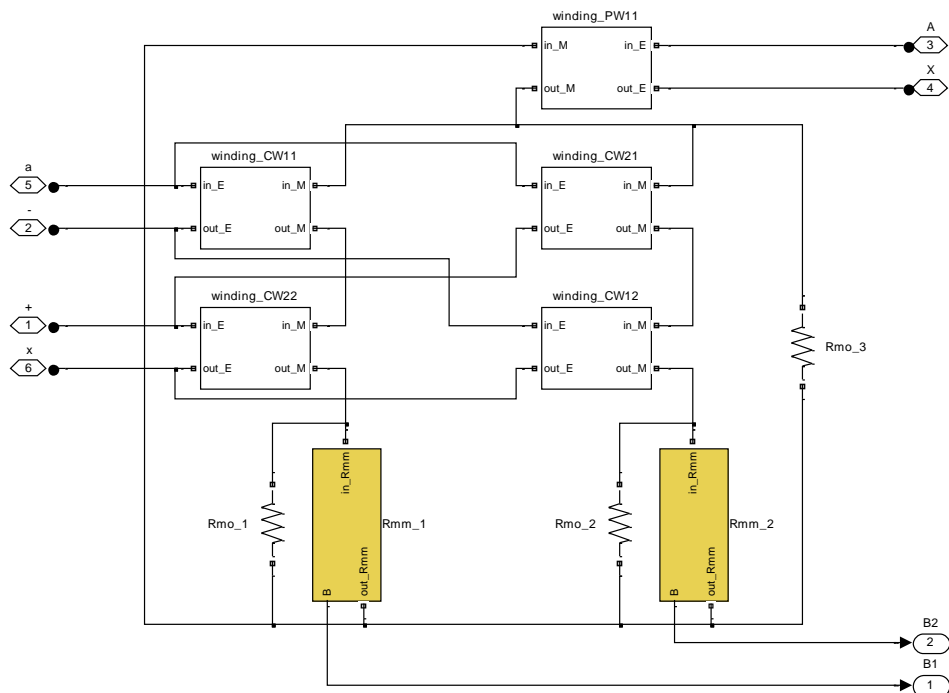 winding_PW11
A
in_M
in_E
3
X
out_M
out_E
4
winding_CW11
winding_CW21
a
5
in_E
in_M
in_E
in_M
-
2
out_E
out_M
out_E
out_M
winding_CW22
winding_CW12
+
1
in_E
in_M
in_E
in_M
x
6
out_E
out_M
out_E
out_M
Rmo_3
in_Rmm
in_Rmm
Rmo_1
Rmm_1
Rmo_2
Rmm_2
B
out_Rmm
B
out_Rmm
B2
2
B1
1